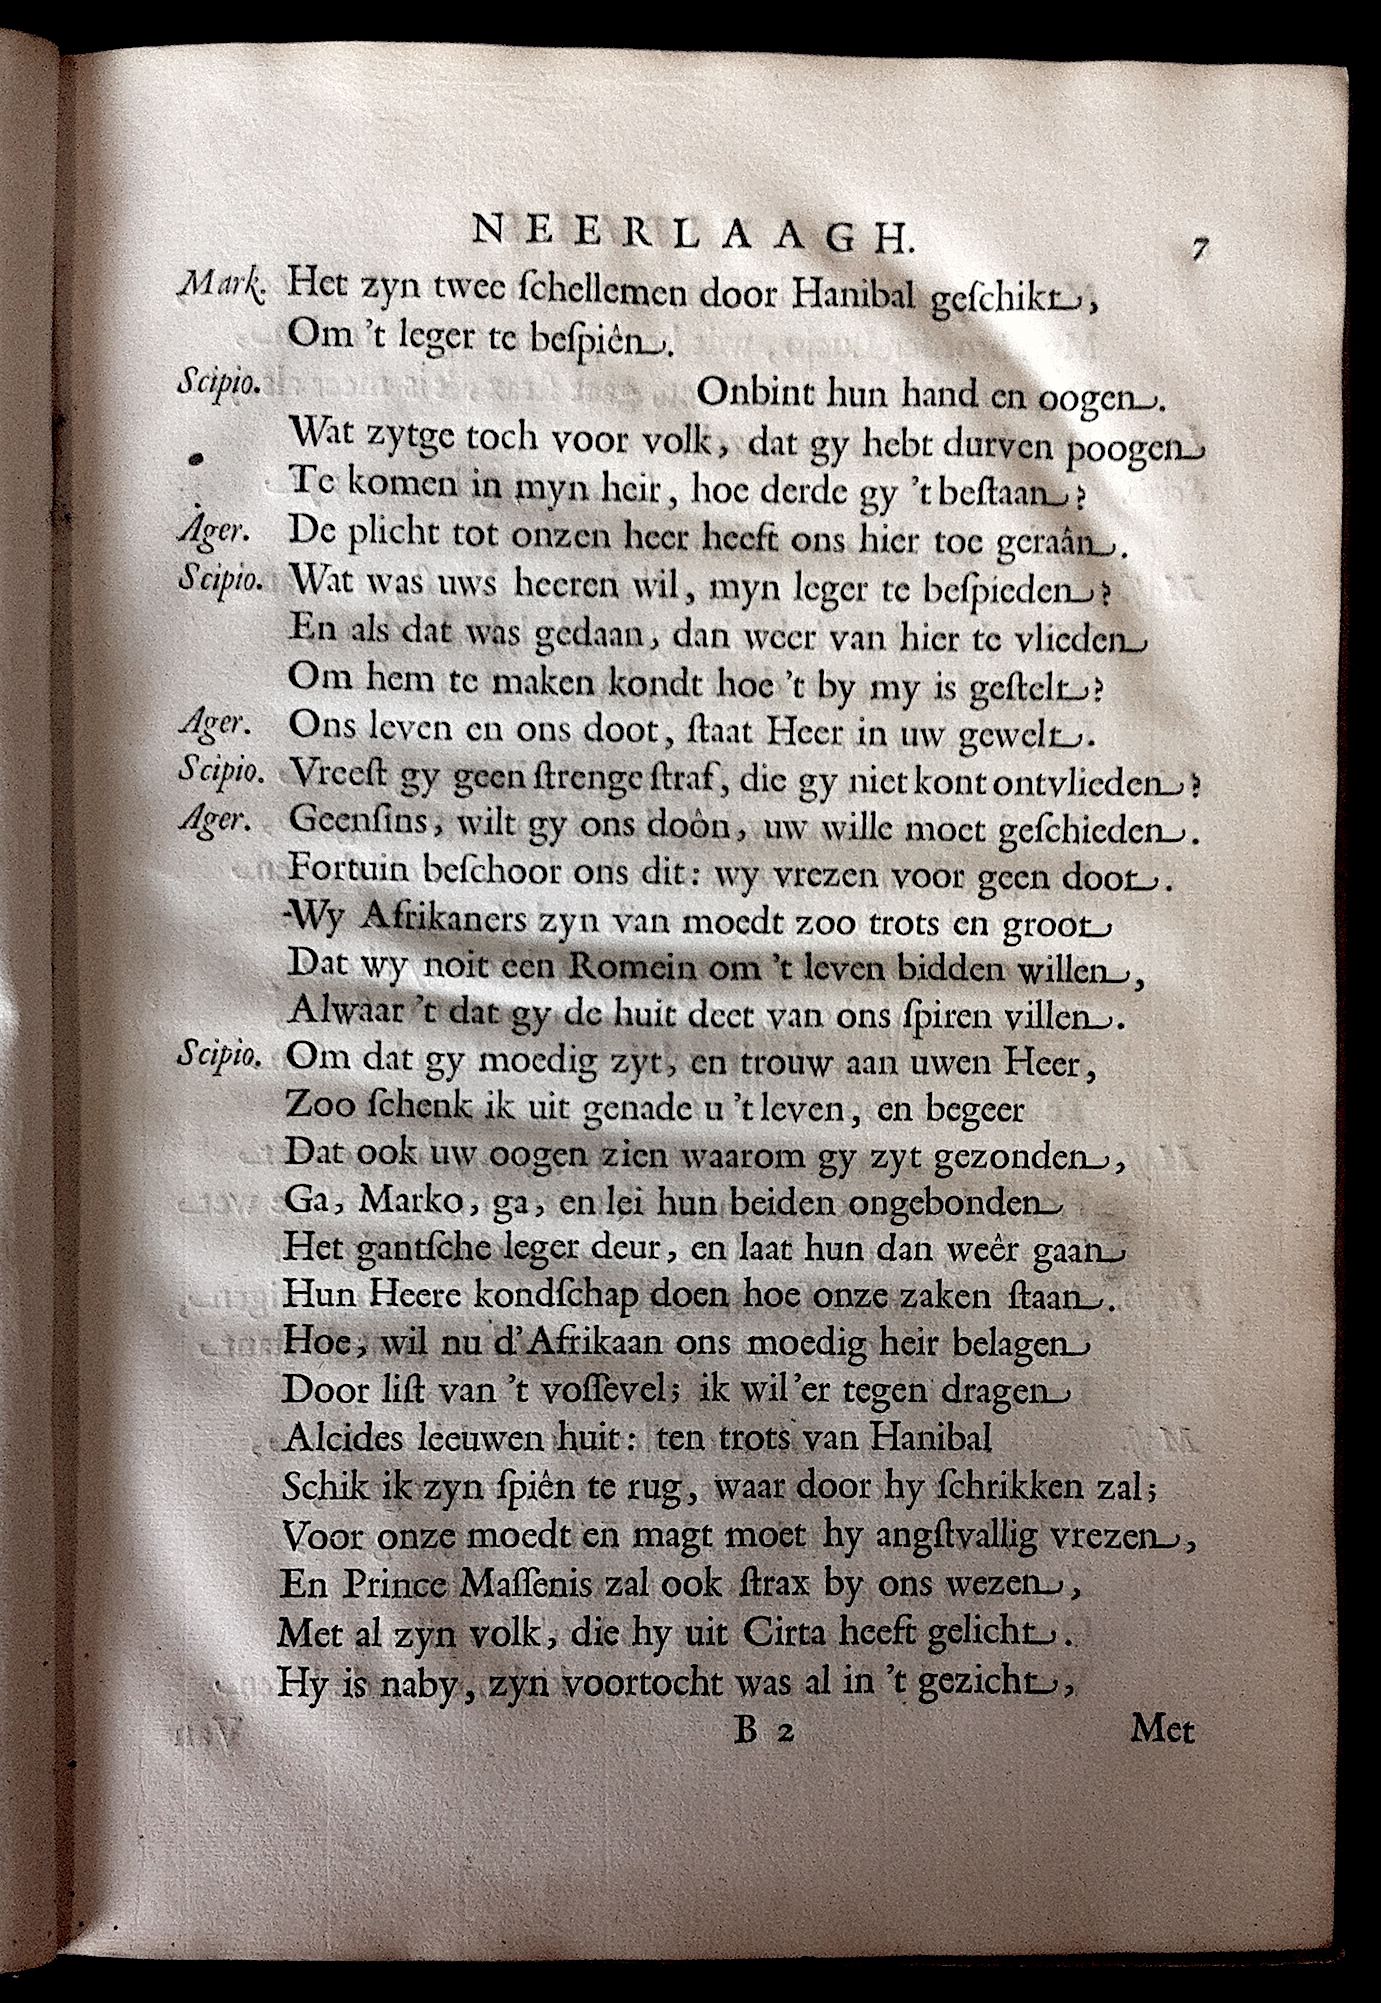 NEERLAAGH. 7
Mark. Het zyn twee ſchellemen door Hanibal geſchikt,
Om 't leger te beſpiên.
Scipio. Onbint hun hand en oogen.
Wat zytge toch voor volk, dat gy hebt durven poogen
Te komen in myn heir, hoe derde gy 't beſtaan?
Ager. De plicht tot onzen heer heeft ons hier toe geraân.
Scipio. Wat was uws heeren wil, myn leger te beſpieden?
En als dat was gedaan, dan weer van hier te vlieden
Om hem te maken kondt hoe 't by my is geſtelt?
Ager. Ons leven en ons doot, ſtaat Heer in uw gewelt.
Scipio. Vreeſt gy geen ſtrenge ſtraf, die gy niet kont ontvlieden?
Ager. Geenſins, wilt gy ons doôn, uw wille moet geſchieden.
Fortuin beſchoor ons dit: wy vrezen voor geen doot.
Wy Afrikaners zyn van moedt zoo trots en groot
Dat wy noit een Romein om 't leven bidden willen,
Alwaar 't dat gy de huit deet van ons ſpiren villen.
Scipio. Om dat gy moedig zyt, en trouw aan uwen Heer,
Zoo ſchenk ik uit genade u 't leven, en begeer
Dat ook uw oogen zien waarom gy zyt gezonden,
Ga, Marko, ga, en lei hun beiden ongebonden
Het gantſche leger deur, en laat hun dan weêr gaan
Hun Heere kondſchap doen hoe onze zaken ſtaan.
Hoe, wil nu d'Afrikaan ons moedig heir belagen
Door liſt van 't voſſevel; ik wil'er tegen dragen
Alcides leeuwen huit: ten trots van Hanibal
Schik ik zyn ſpiên te rug, waar door hy ſchrikken zal;
Voor onze moedt en magt moet hy angſtvallig vrezen,
En Prince Maſſenis zal ook ſtrax by ons wezen,
Met al zyn volk, die hy uit Cirta heeft gelicht.
Hy is naby, zyn voortocht was al in 't gezicht,
B 2 Met